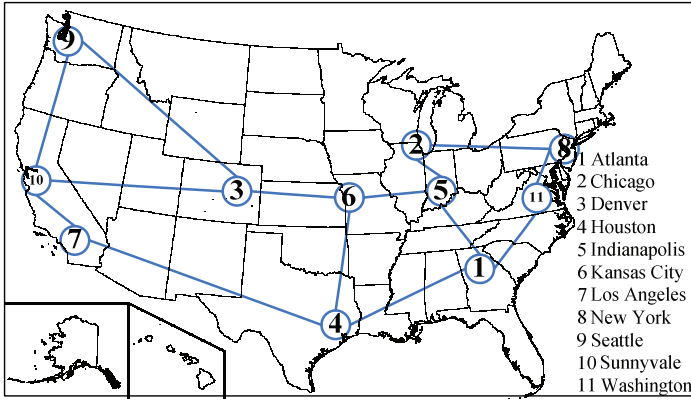 9
2
8
10
3
6
5
11
7
1
4
1 Atlanta
2 Chicago
3 Denver
4 Houston
5 Indianapolis
6 Kansas City
7 Los Angeles
8 New York
9 Seattle
10 Sunnyvale
11 Washington